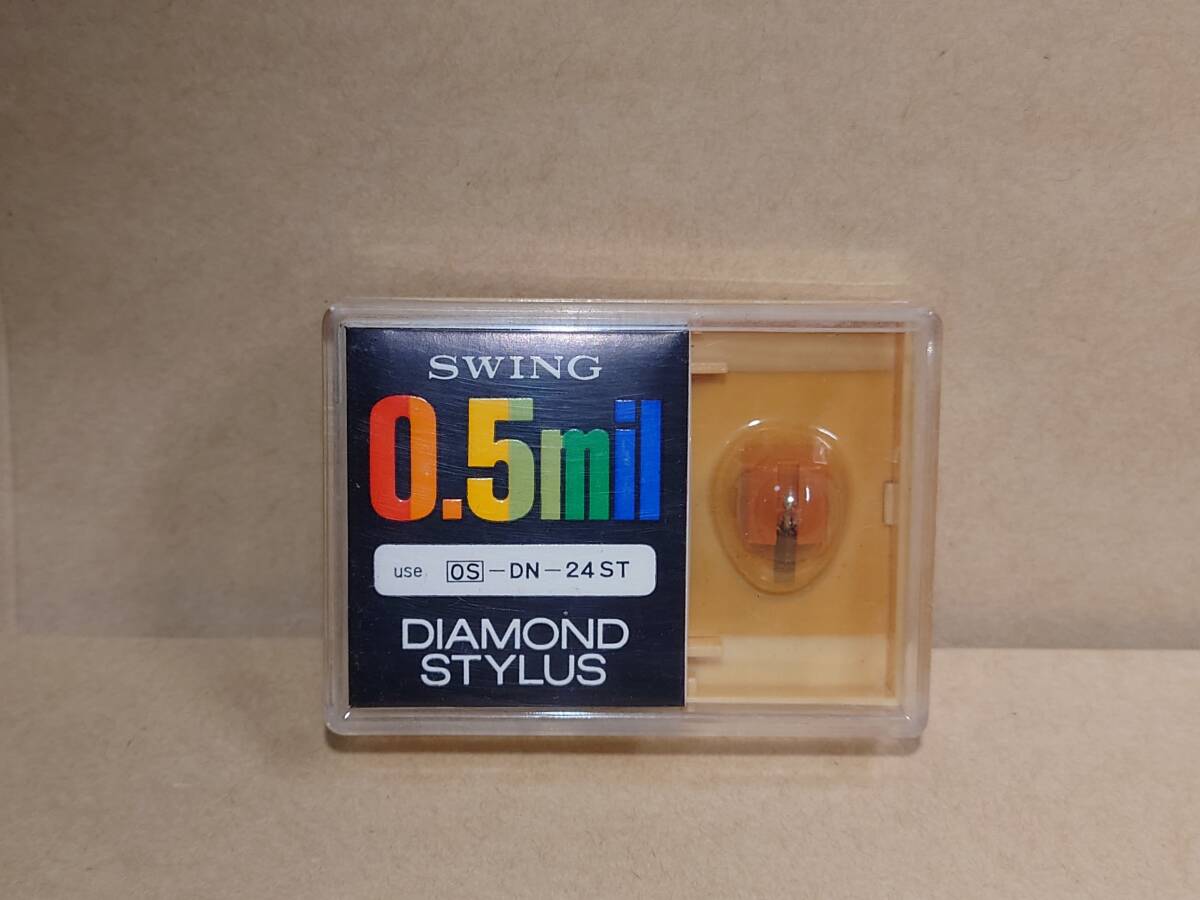 SWING
0.5mil
use OS-DN-24ST
DIAMOND
STYLUS